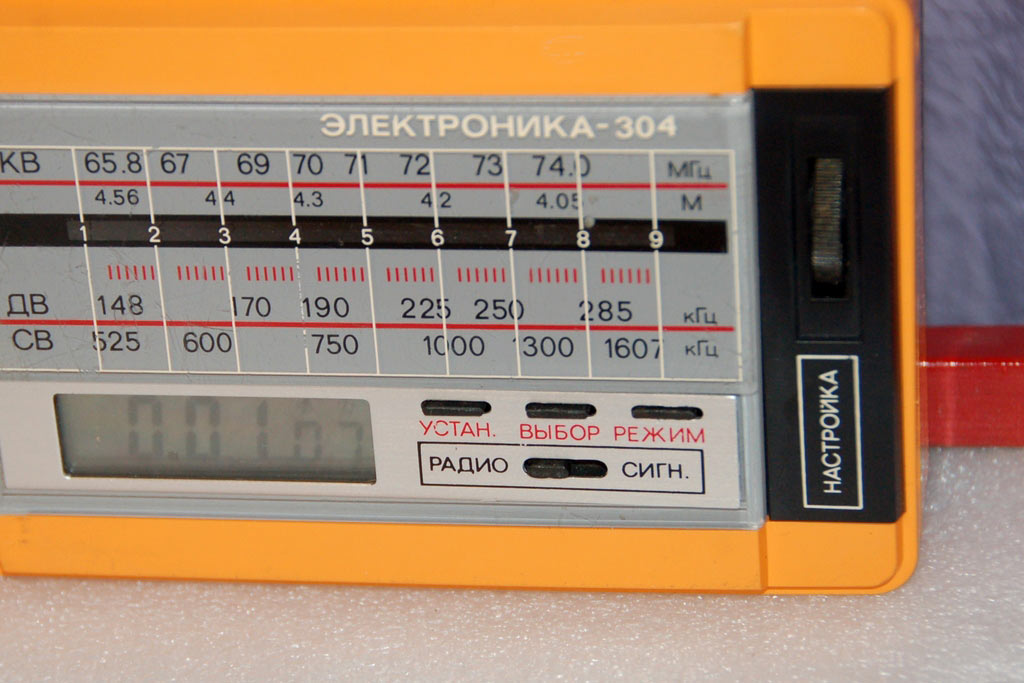 ЭЛЕКТРОНИКА-304
КВ 65.8 67 69 70 71 72 73 74.0 МГц
4.56 4.4 4.3 4.2 4.05 М
1 2 3 4 5 6 7 8 9
ДВ 148 170 190 225 250 285 кГц
СВ 525 600 750 1000 1300 1607 кГц
УСТАН. ВЫБОР РЕЖИМ
РАДИО СИГН.
НАСТРОЙКА